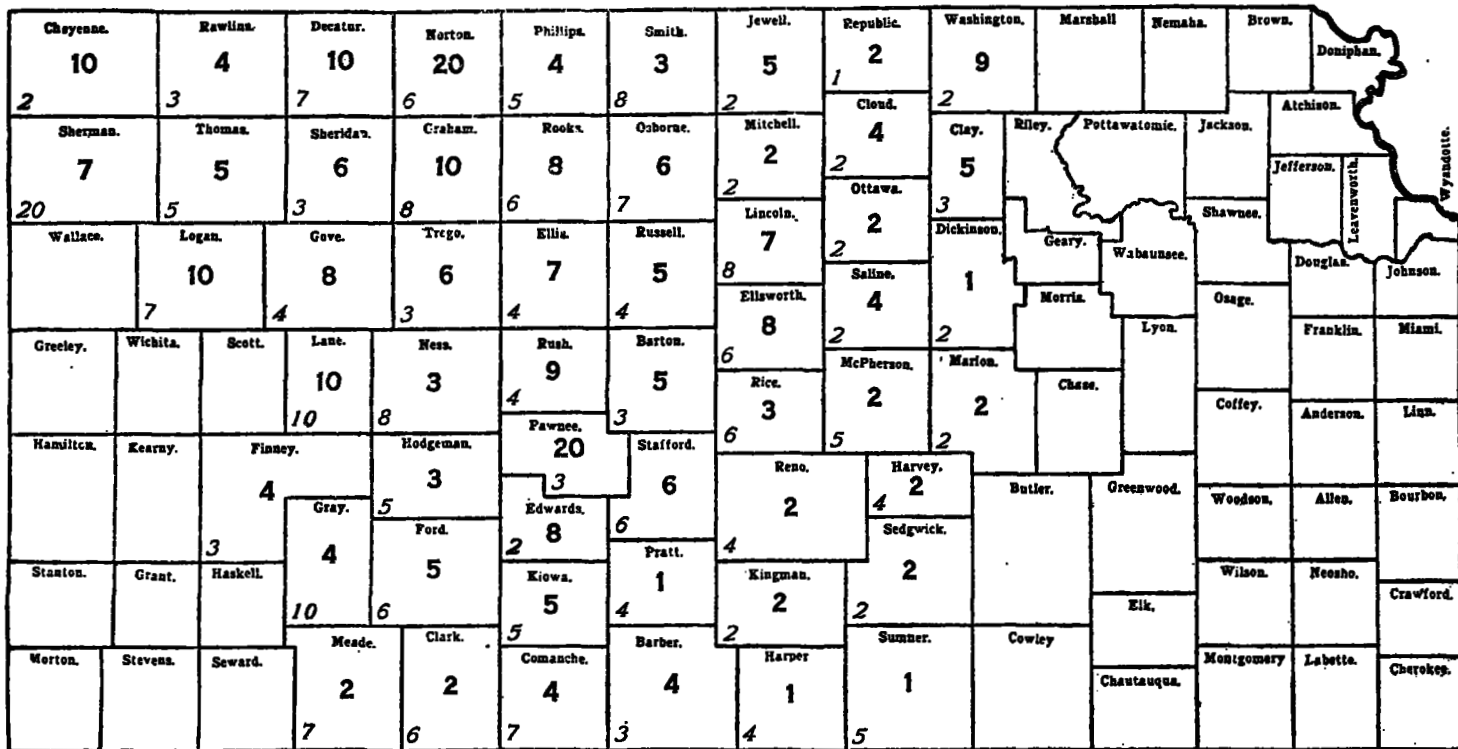 Cheyenne. Rawlins. Decatur. Norton. Phillips. Smith. Jewell. Republic. Washington. Marshall Nemaha. Brown. Doniphan.
10 4 10 20 4 3 5 2 9
2 3 7 6 5 8 2 1 2
Cloud. Atchison.
4
2
Sherman. Thomas. Sheridan. Graham. Rooks. Osborne. Mitchell. Clay. Riley. Pottawatomie. Jackson. Wyandotte.
7 5 6 10 8 6 2 5
20 5 3 8 6 7 2 3
Ottawa. Jefferson. Leavenworth.
2
2
Wallace. Logan. Gove. Trego. Ellis. Russell. Lincoln. Dickinson. Geary. Wabaunsee. Shawnee. Douglas. Johnson.
10 8 6 7 5 7 1
7 4 3 4 4 8 2
Saline.
4
2
Ellsworth. Morris. Osage.
8
6
Greeley. Wichita. Scott. Lane. Ness. Rush. Barton. Lyon. Franklin. Miami.
10 3 9 5
10 8 4 3
Rice. McPherson. Marion. Chase. Coffey. Anderson. Linn.
3 2 2
6 5 2
Hamilton. Kearny. Finney. Hodgeman. Pawnee. Stafford.
4 3 20 6
3 5 3 6
Reno. Harvey. Butler. Greenwood. Woodson. Allen. Bourbon.
2 2
4 4
Gray. Ford. Edwards. Sedgwick.
4 5 8 2
10 6 2 2
Stanton. Grant. Haskell. Kiowa. Pratt. Kingman. Elk. Wilson. Neosho. Crawford.
5 1 2
5 4 2
Morton. Stevens. Seward. Meade. Clark. Comanche. Barber. Harper Sumner. Cowley Chautauqua. Montgomery Labette. Cherokee.
2 2 4 4 1 1
7 6 7 3 4 5